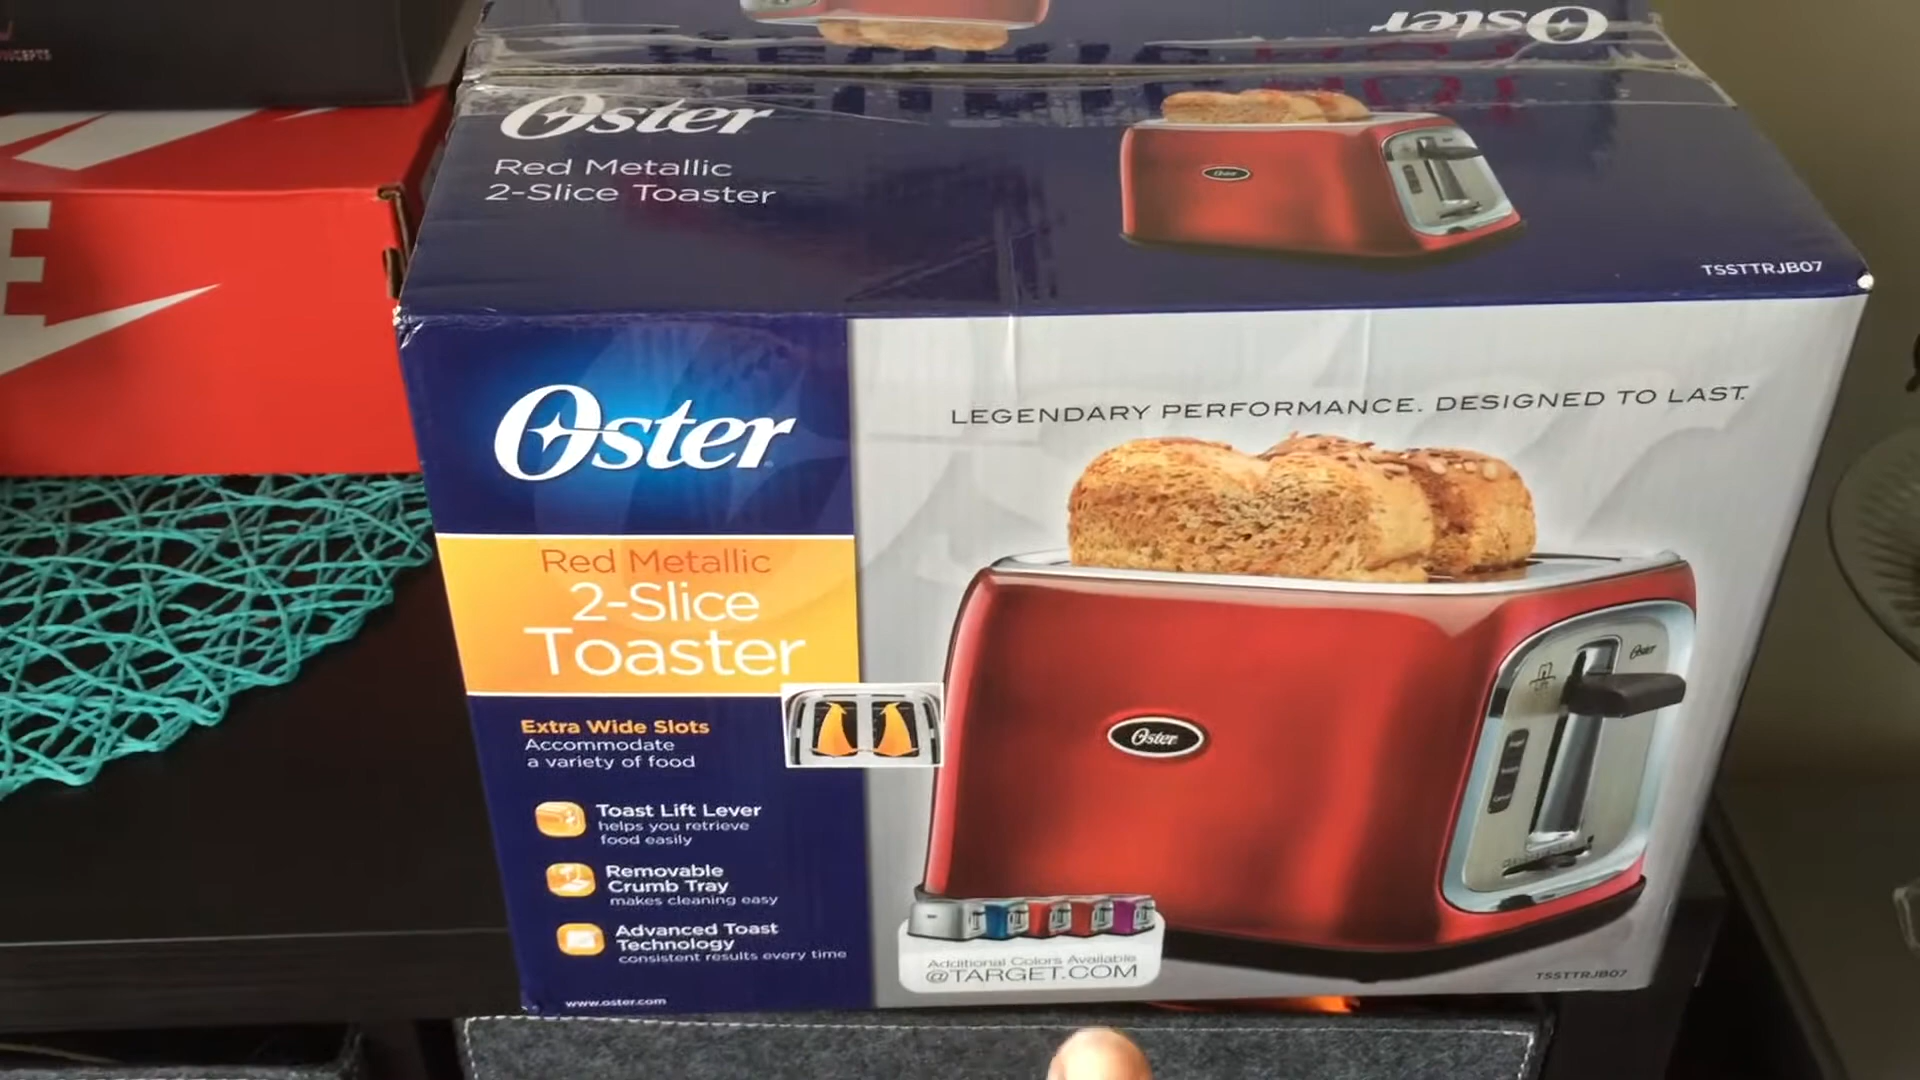 Oster
Oster
Red Metallic
2-Slice Toaster
Oster
TSSTTRJB07
Oster
LEGENDARY PERFORMANCE. DESIGNED TO LAST.
Red Metallic
2-Slice
Toaster
Extra Wide Slots
Accommodate
a variety of food
Toast Lift Lever
helps you retrieve
food easily
Removable
Crumb Tray
makes cleaning easy
Advanced Toast
Technology
consistent results every time
www.oster.com
Oster
Oster
Additional Colors Available
@TARGET.COM
TSSTTRJB07